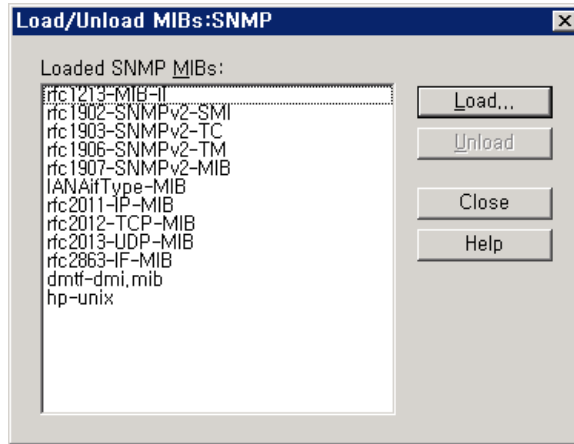 Load/Unload MIBs:SNMP
Loaded SNMP MIBs:
rfc1213-MIB-II
rfc1902-SNMPv2-SMI
rfc1903-SNMPv2-TC
rfc1906-SNMPv2-TM
rfc1907-SNMPv2-MIB
IANAifType-MIB
rfc2011-IP-MIB
rfc2012-TCP-MIB
rfc2013-UDP-MIB
rfc2863-IF-MIB
dmtf-dmi,mib
hp-unix
Load...
Unload
Close
Help